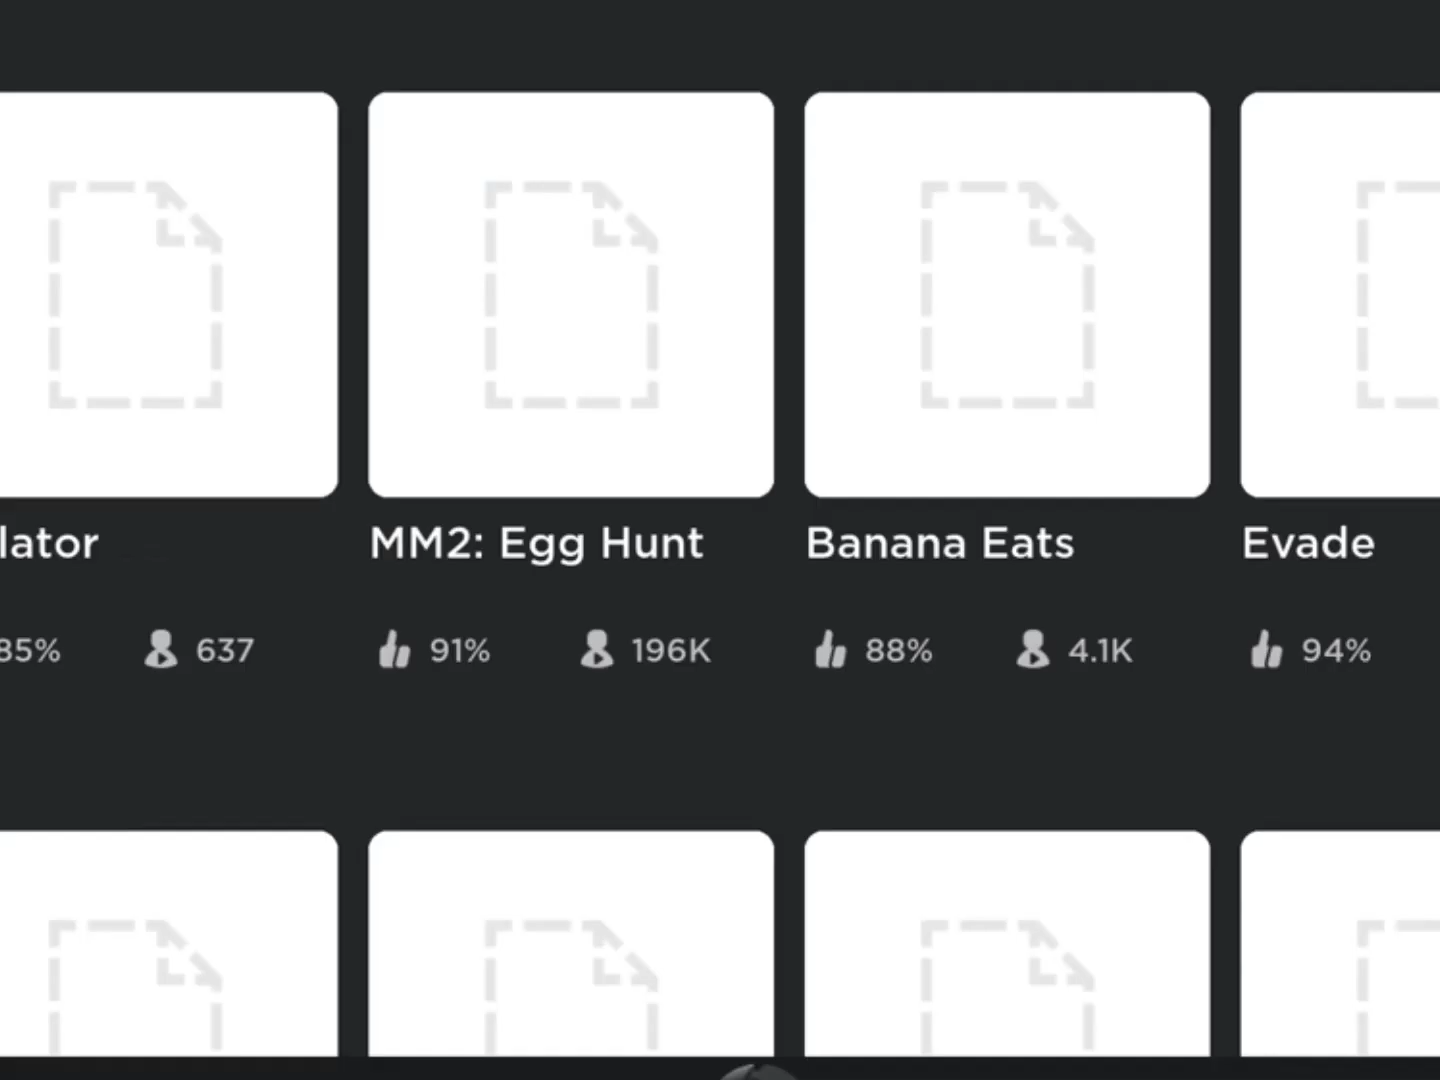 lator
85% 637
MM2: Egg Hunt
91% 196K
Banana Eats
88% 4.1K
Evade
94%